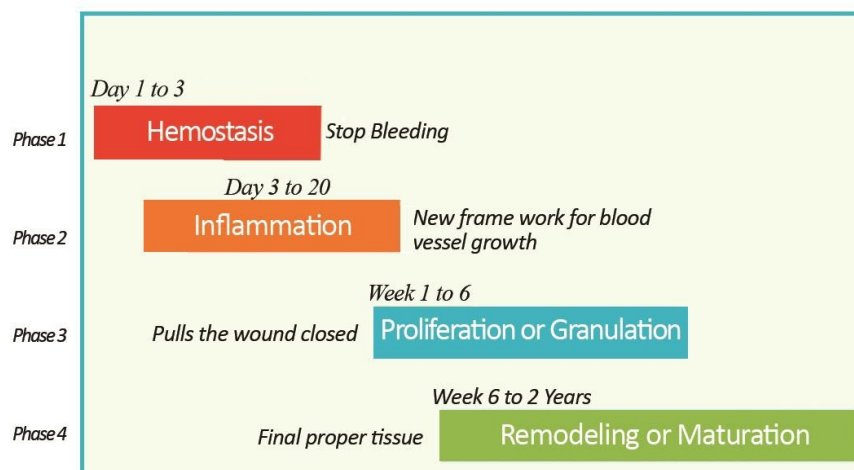 Day 1 to 3
Phase 1
Hemostasis
Stop Bleeding
Day 3 to 20
Phase 2
Inflammation
New frame work for blood
vessel growth
Week 1 to 6
Phase 3
Pulls the wound closed
Proliferation or Granulation
Week 6 to 2 Years
Phase 4
Final proper tissue
Remodeling or Maturation